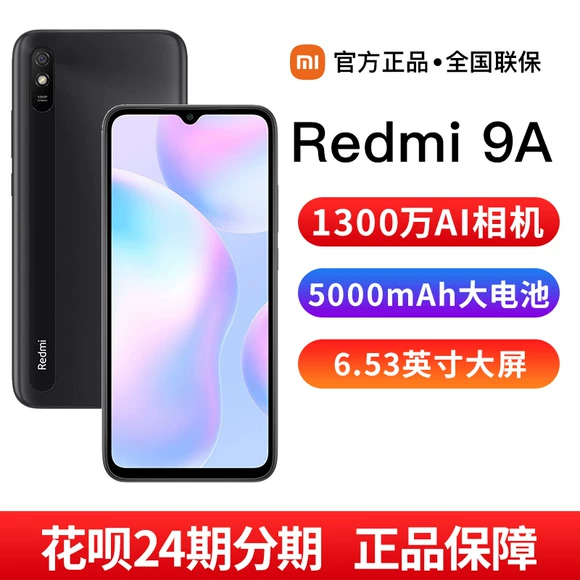 MI 官方正品•全国联保
Redmi 9A
1300万AI相机
5000mAh大电池
6.53英寸大屏
Redmi
花呗24期分期 正品保障